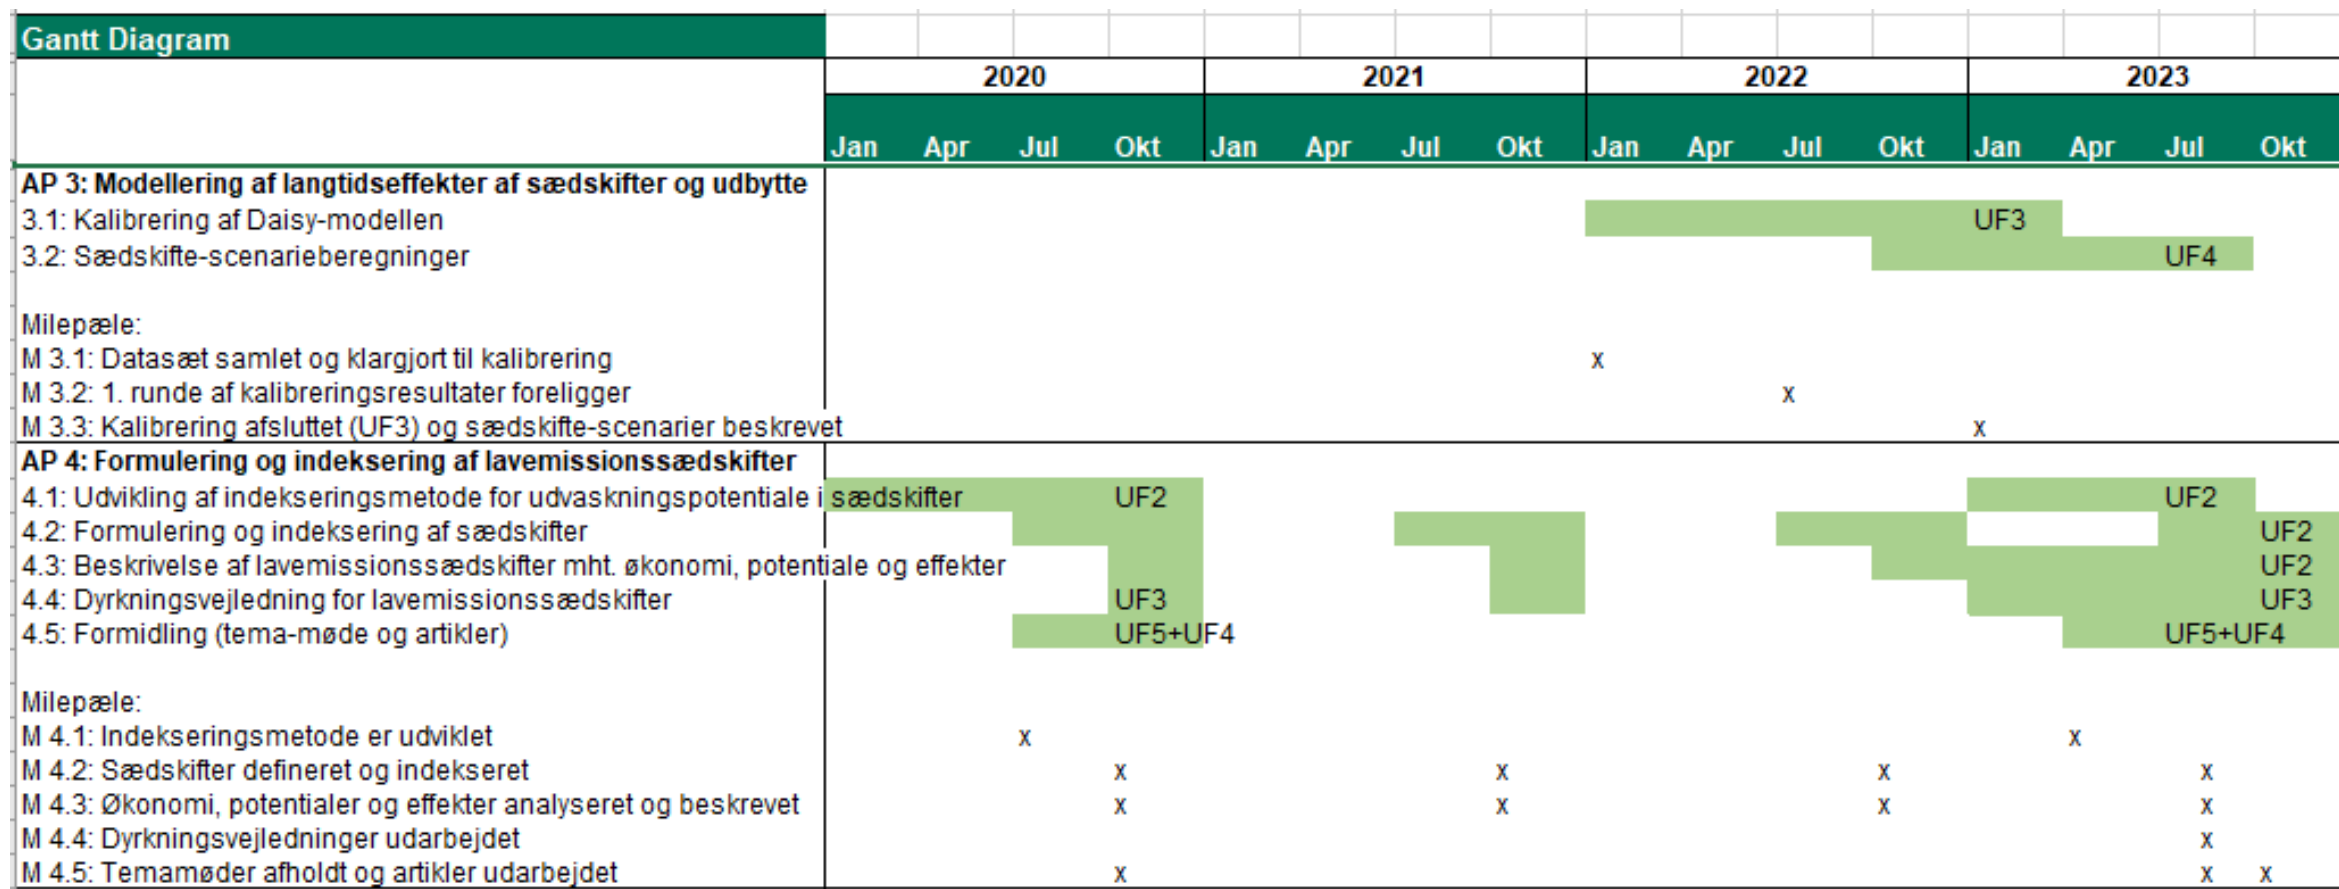 Gantt Diagram
2020 2021 2022 2023
Jan Apr Jul Okt Jan Apr Jul Okt Jan Apr Jul Okt Jan Apr Jul Okt
AP 3: Modellering af langtidseffekter af sædskifter og udbytte
3.1: Kalibrering af Daisy-modellen UF3
3.2: Sædskifte-scenarieberegninger UF4
Milepæle:
M 3.1: Datasæt samlet og klargjort til kalibrering x
M 3.2: 1. runde af kalibreringsresultater foreligger x
M 3.3: Kalibrering afsluttet (UF3) og sædskifte-scenarier beskrevet x
AP 4: Formulering og indeksering af lavemissionssædskifter
4.1: Udvikling af indekseringsmetode for udvaskningspotentiale i sædskifter UF2 UF2
4.2: Formulering og indeksering af sædskifter UF2
4.3: Beskrivelse af lavemissionssædskifter mht. økonomi, potentiale og effekter UF2
4.4: Dyrkningsvejledning for lavemissionssædskifter UF3 UF3
4.5: Formidling (tema-møde og artikler) UF5+UF4 UF5+UF4
Milepæle:
M 4.1: Indekseringsmetode er udviklet x x
M 4.2: Sædskifter defineret og indekseret x x x x
M 4.3: Økonomi, potentialer og effekter analyseret og beskrevet x x x x
M 4.4: Dyrkningsvejledninger udarbejdet x
M 4.5: Temamøder afholdt og artikler udarbejdet x x x